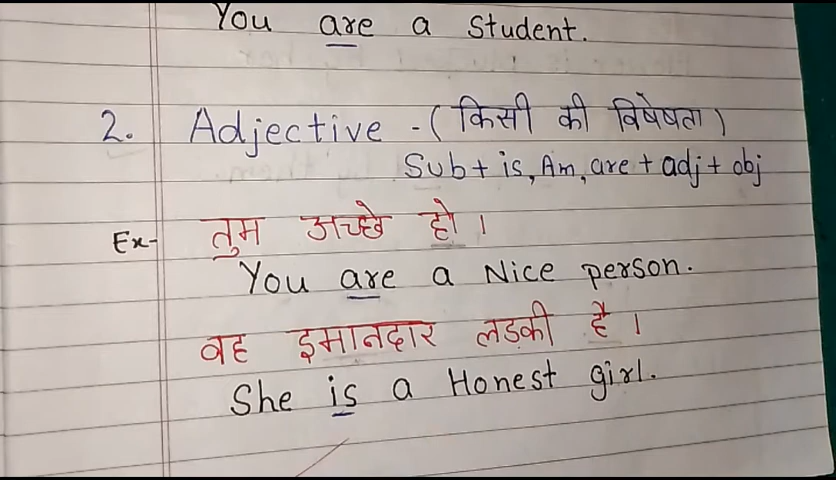 You are a Student.
2. Adjective - (किसी की विषेषता)
Sub + is, Am, are + adj + obj
Ex- तुम अच्छे हो ।
You are a Nice person.
वह इमानदार लडकी है ।
She is a Honest girl.